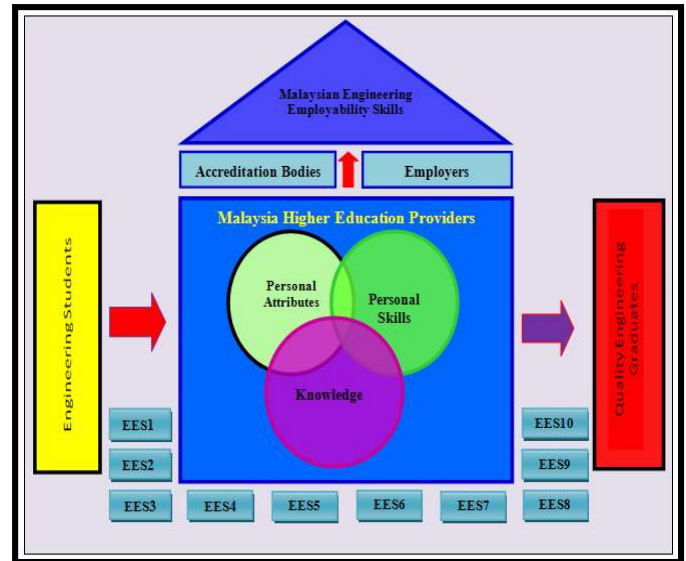 Malaysian Engineering
Employability Skills
Accreditation Bodies
Employers
Malaysia Higher Education Providers
Engineering Students
Personal
Attributes
Personal
Skills
Knowledge
Quality Engineering
Graduates
EES1
EES2
EES3
EES4
EES5
EES6
EES7
EES8
EES9
EES10